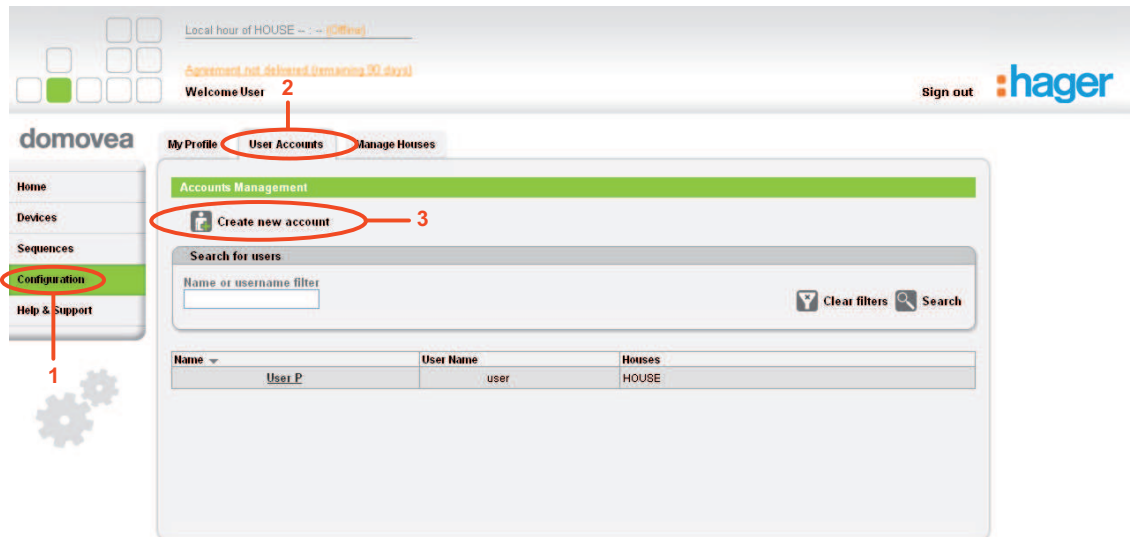 Local hour of HOUSE -- : -- (Offline)
Agreement not delivered (remaining 90 days)
Welcome User
2
Sign out
:hager
domovea
My Profile
User Accounts
Manage Houses
Home
Devices
Sequences
Configuration
Help & Support
1
Accounts Management
Create new account
3
Search for users
Name or username filter
Clear filters
Search
Name
User Name
Houses
User P
user
HOUSE